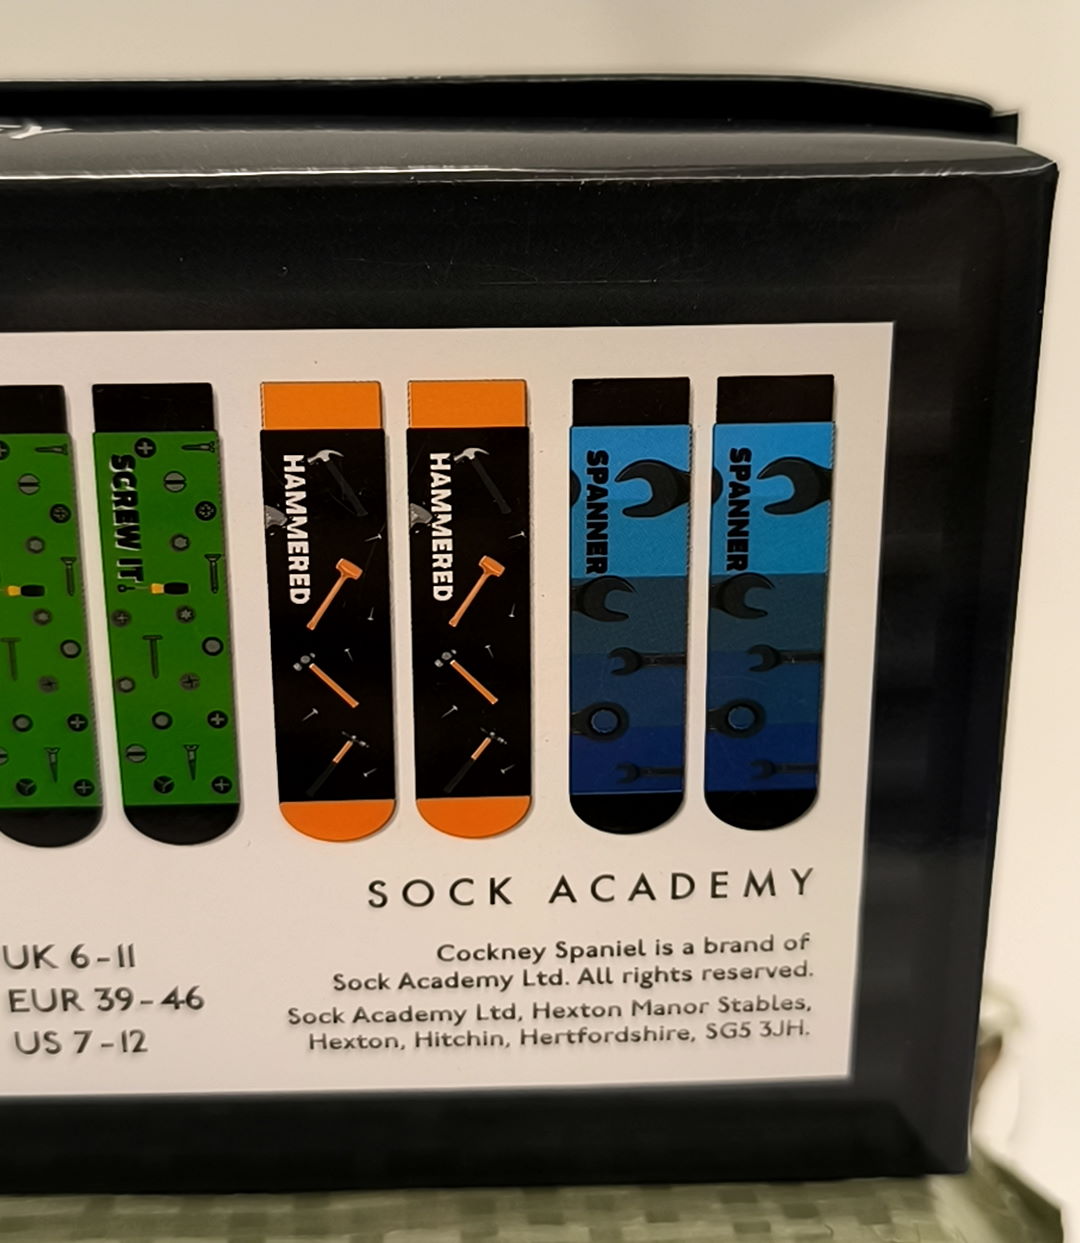 SCREW IT!
HAMMERED
HAMMERED
SPANNER
SPANNER
SOCK ACADEMY
UK 6-11
EUR 39-46
US 7-12
Cockney Spaniel is a brand of
Sock Academy Ltd. All rights reserved.
Sock Academy Ltd, Hexton Manor Stables,
Hexton, Hitchin, Hertfordshire, SG5 3JH.